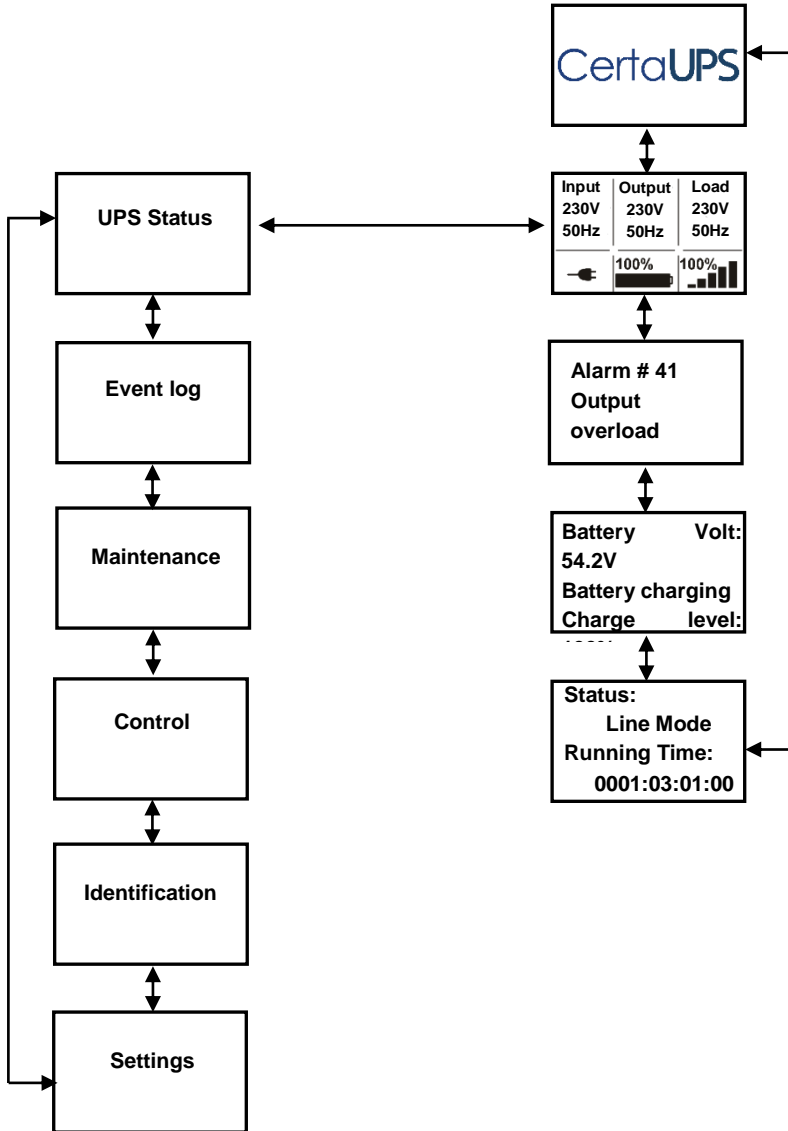 CertaUPS
UPS Status
Event log
Maintenance
Control
Identification
Settings
Input Output Load
230V 230V 230V
50Hz 50Hz 50Hz
100% 100%
Alarm # 41
Output
overload
Battery Volt:
54.2V
Battery charging
Charge level:
Status:
Line Mode
Running Time:
0001:03:01:00